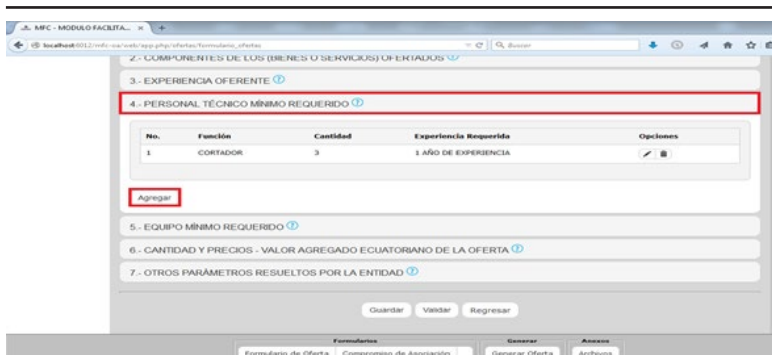 MFC - MODULO FACILITA...
localhost:8012/mfc-oa/web/app.php/ofertas/formulario_ofertas
Buscar
2.- COMPONENTES DE LOS (BIENES O SERVICIOS) OFERTADOS
3.- EXPERIENCIA OFERENTE
4.- PERSONAL TÉCNICO MÍNIMO REQUERIDO
No. Función Cantidad Experiencia Requerida Opciones
1 CORTADOR 3 1 AÑO DE EXPERIENCIA
Agregar
5.- EQUIPO MÍNIMO REQUERIDO
6.- CANTIDAD Y PRECIOS - VALOR AGREGADO ECUATORIANO DE LA OFERTA
7.- OTROS PARÁMETROS RESUELTOS POR LA ENTIDAD
Guardar Validar Regresar
Formularios Generar Anexos
Formulario de Oferta Compromiso de Asociación Generar Oferta Archivos